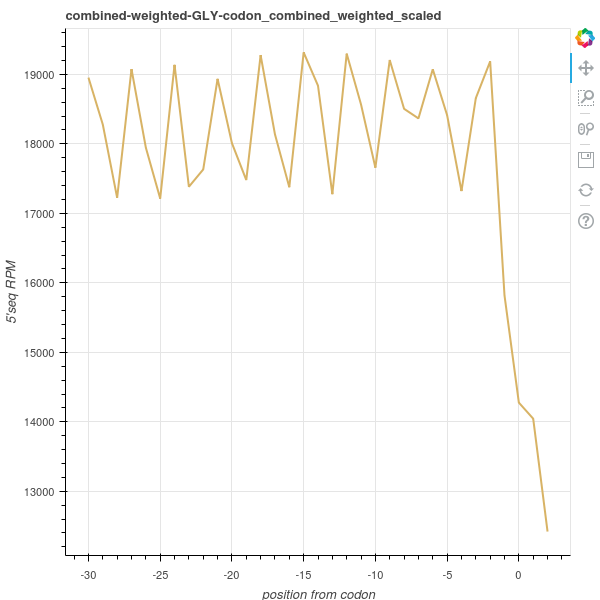 combined-weighted-GLY-codon_combined_weighted_scaled
19000
18000
17000
16000
15000
14000
13000
5'seq RPM
-30 -25 -20 -15 -10 -5 0
position from codon